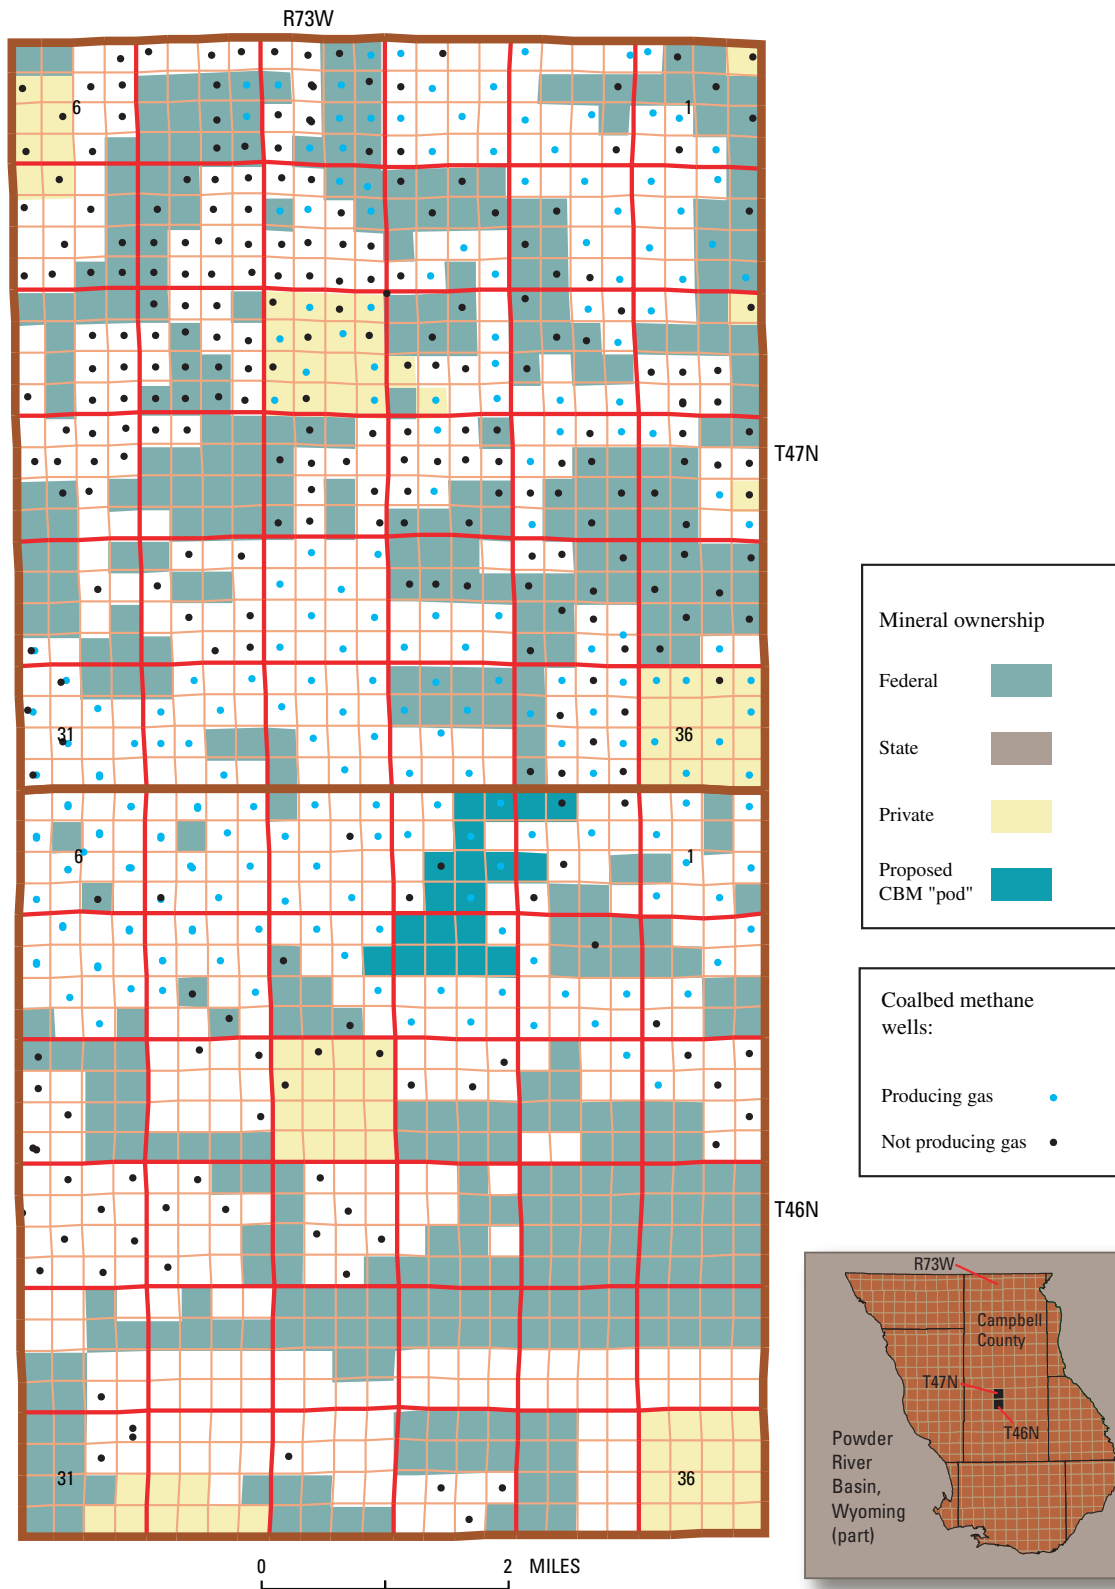 R73W
6
1
T47N
31
36
6
1
T46N
31
36
0
2 MILES
Mineral ownership
Federal
State
Private
Proposed
CBM "pod"
Coalbed methane
wells:
Producing gas
Not producing gas
R73W
Campbell
County
T47N
T46N
Powder
River
Basin,
Wyoming
(part)